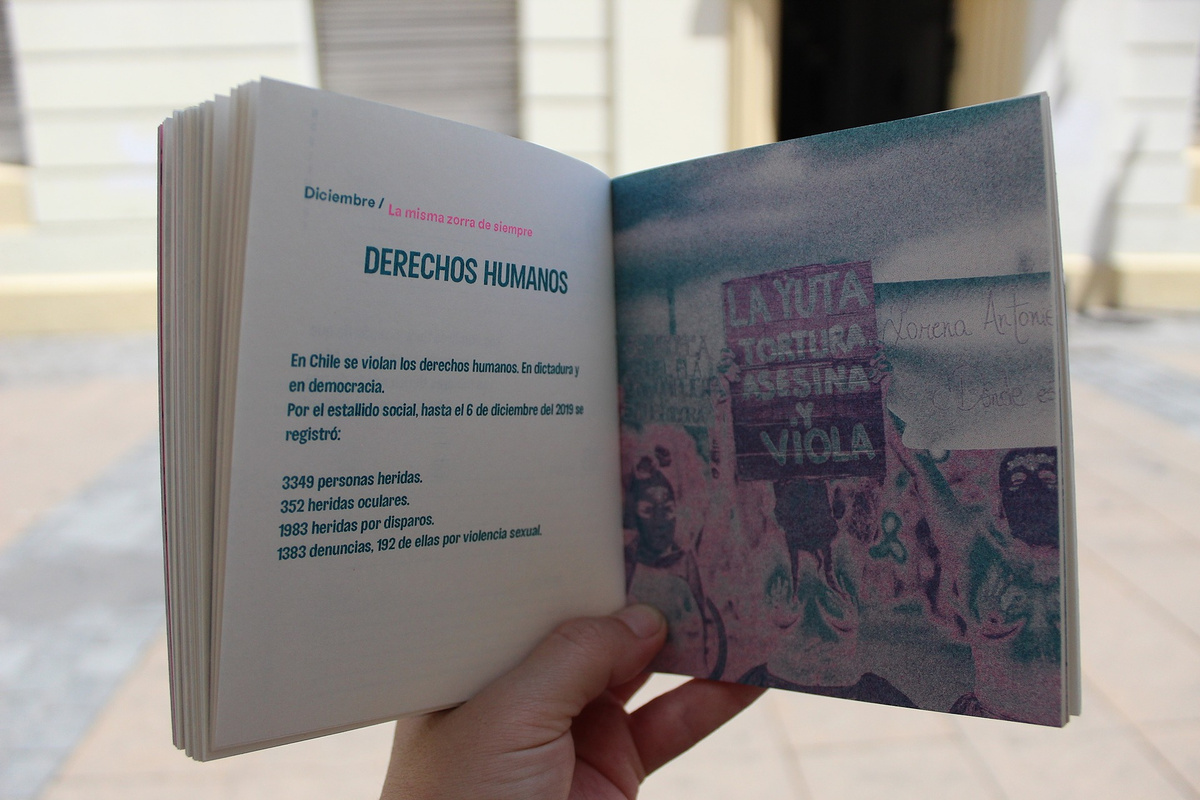 Diciembre / La misma zorra de siempre
DERECHOS HUMANOS
En Chile se violan los derechos humanos. En dictadura y
en democracia.
Por el estallido social, hasta el 6 de diciembre del 2019 se
registró:
3349 personas heridas.
352 heridas oculares.
1983 heridas por disparos.
1383 denuncias, 192 de ellas por violencia sexual.
LA YUTA
TORTURA
ASESINA
Y
VIOLA
Lorena Antonie